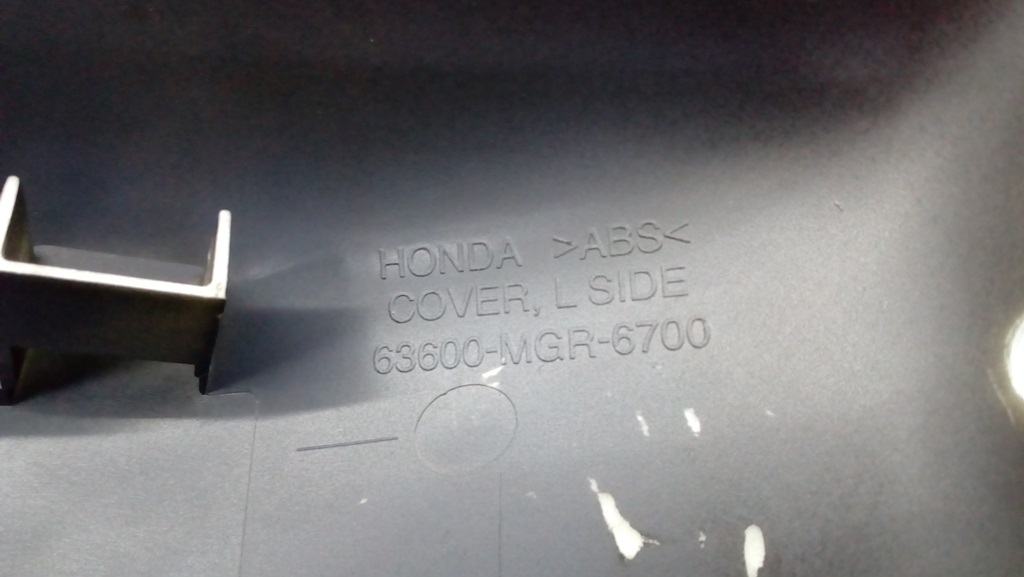 HONDA >ABS<
COVER, L SIDE
63600-MGR-6700